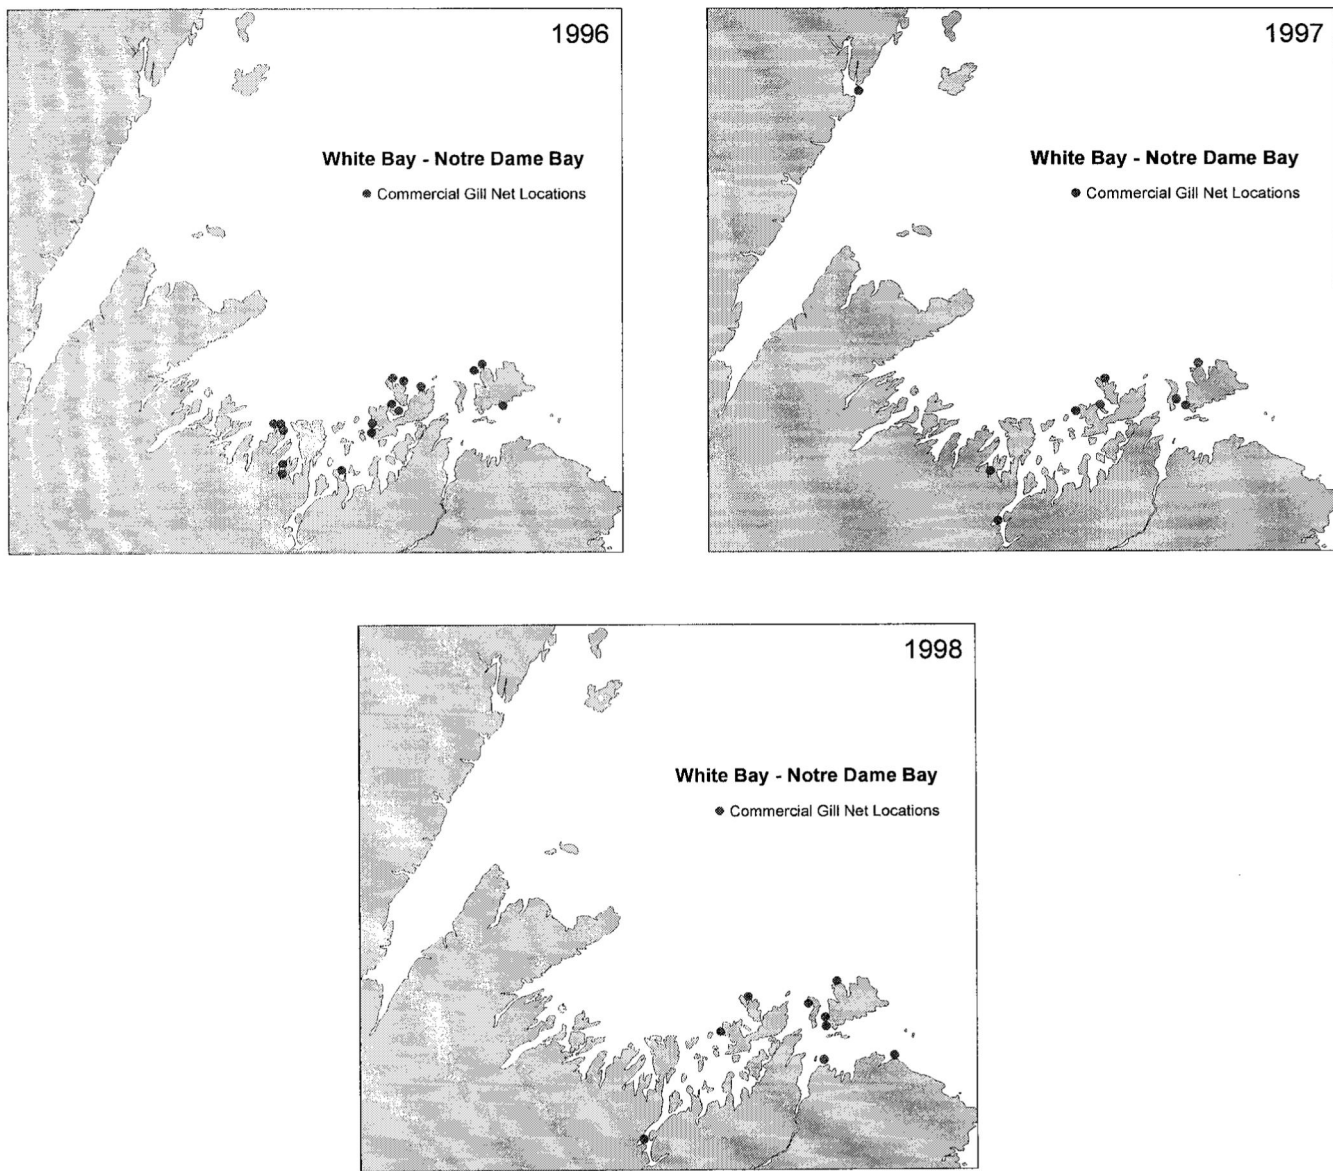 1996
White Bay - Notre Dame Bay
Commercial Gill Net Locations
1997
White Bay - Notre Dame Bay
Commercial Gill Net Locations
1998
White Bay - Notre Dame Bay
Commercial Gill Net Locations